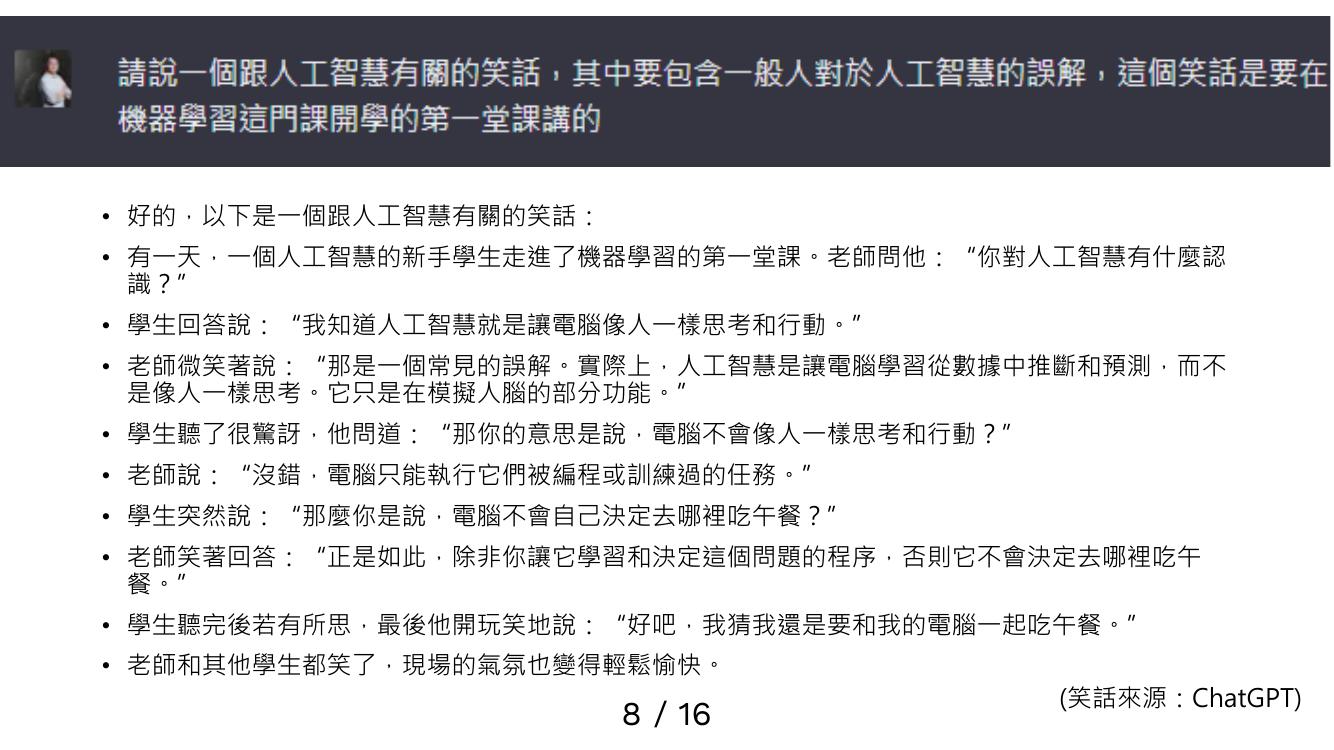 請說一個跟人工智慧有關的笑話，其中要包含一般人對於人工智慧的誤解，這個笑話是要在
機器學習這門課開學的第一堂課講的
• 好的，以下是一個跟人工智慧有關的笑話：
• 有一天，一個人工智慧的新手學生走進了機器學習的第一堂課。老師問他：“你對人工智慧有什麼認
識？”
• 學生回答說：“我知道人工智慧就是讓電腦像人一樣思考和行動。”
• 老師微笑著說：“那是一個常見的誤解。實際上，人工智慧是讓電腦學習從數據中推斷和預測，而不
是像人一樣思考。它只是在模擬人腦的部分功能。”
• 學生聽了很驚訝，他問道：“那你的意思是說，電腦不會像人一樣思考和行動？”
• 老師說：“沒錯，電腦只能執行它們被編程或訓練過的任務。”
• 學生突然說：“那麼你是說，電腦不會自己決定去哪裡吃午餐？”
• 老師笑著回答：“正是如此，除非你讓它學習和決定這個問題的程序，否則它不會決定去哪裡吃午
餐。”
• 學生聽完後若有所思，最後他開玩笑地說：“好吧，我猜我還是要和我的電腦一起吃午餐。”
• 老師和其他學生都笑了，現場的氣氛也變得輕鬆愉快。
(笑話來源：ChatGPT)
8 / 16